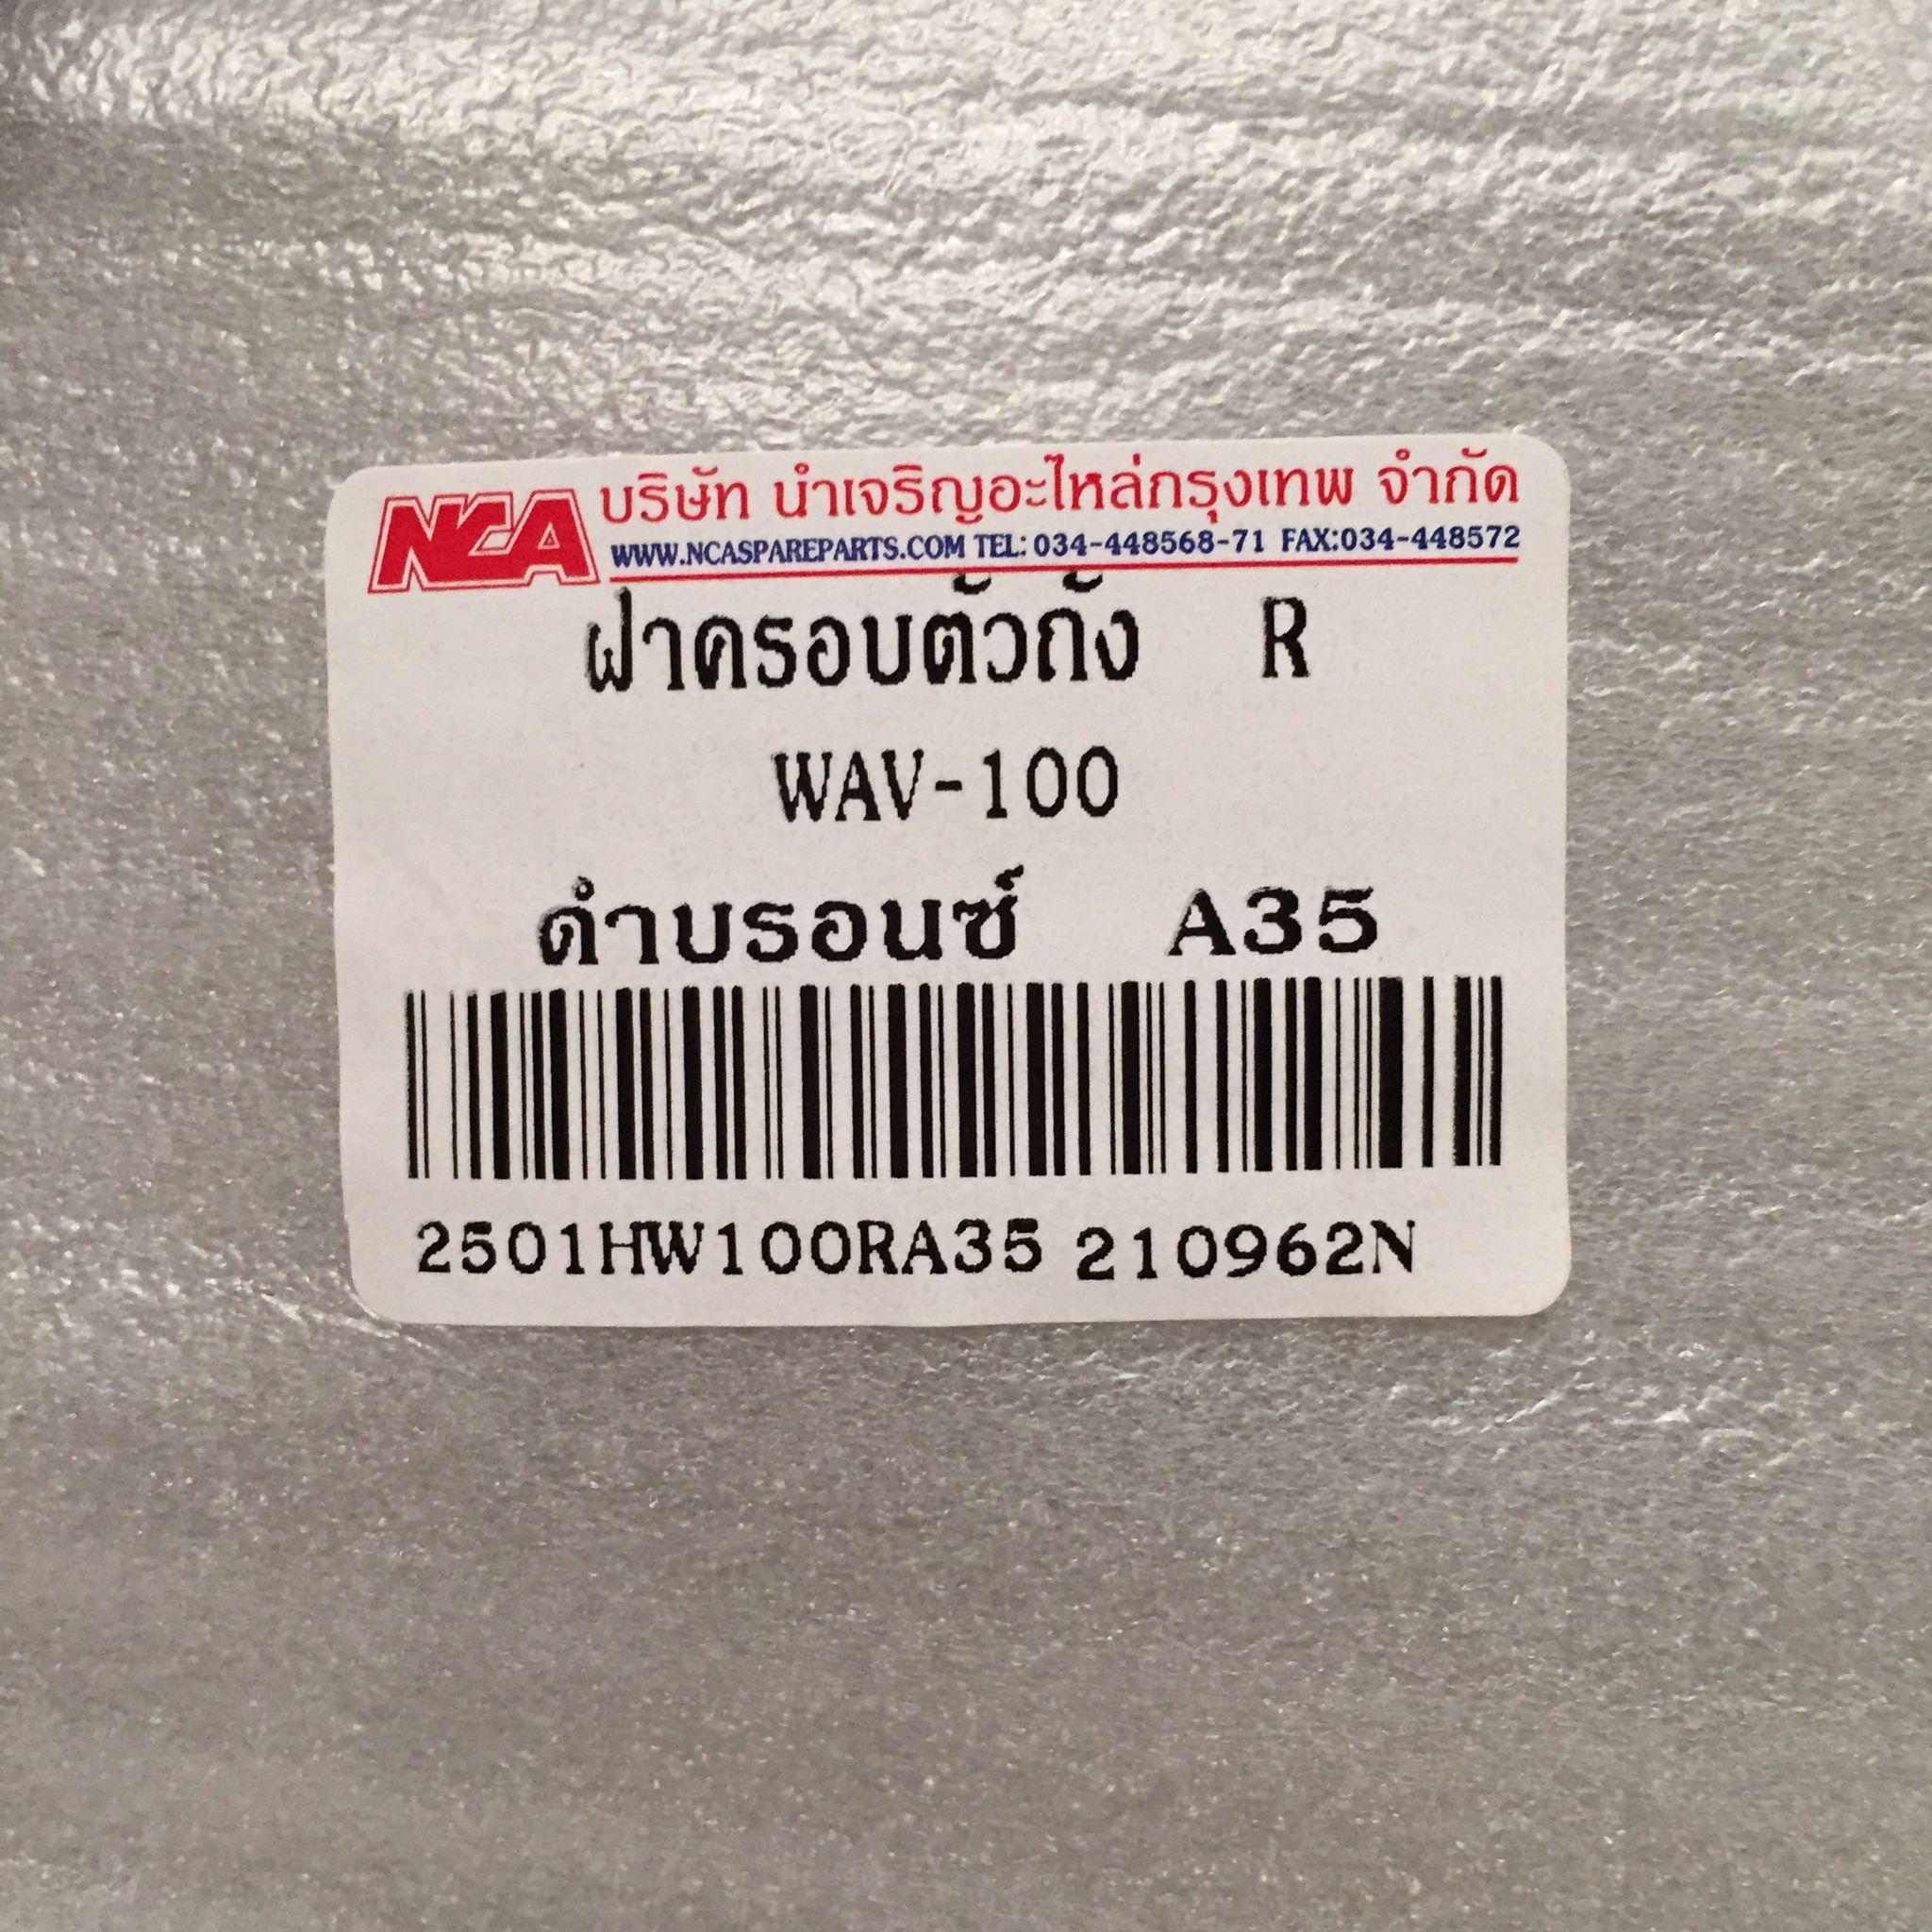 NCA บริษัท นำเจริญอะไหล่กรุงเทพ จำกัด
WWW.NCASPAREPARTS.COM TEL: 034-448568-71 FAX:034-448572
ฝาครอบตัวถัง R
WAV-100
ดำบรอนซ์ A35
2501HW100RA35 210962N